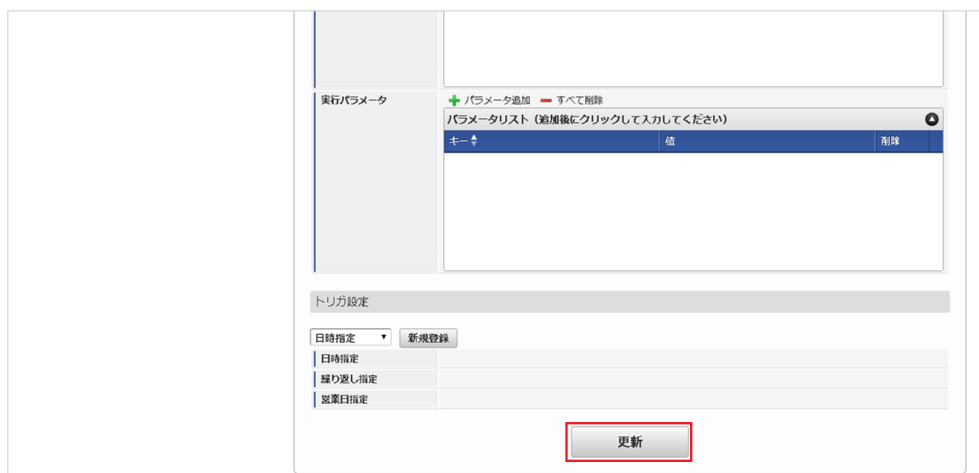 実行パラメータ
パラメータ追加 すべて削除
パラメータリスト（追加後にクリックして入力してください）
キー 値 削除
トリガ設定
日時指定 新規登録
日時指定
繰り返し指定
営業日指定
更新